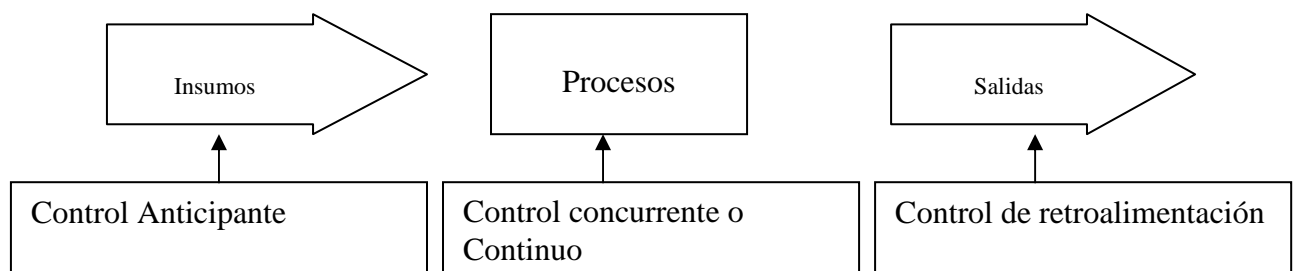 Insumos
Procesos
Salidas
Control Anticipante
Control concurrente o
Continuo
Control de retroalimentación